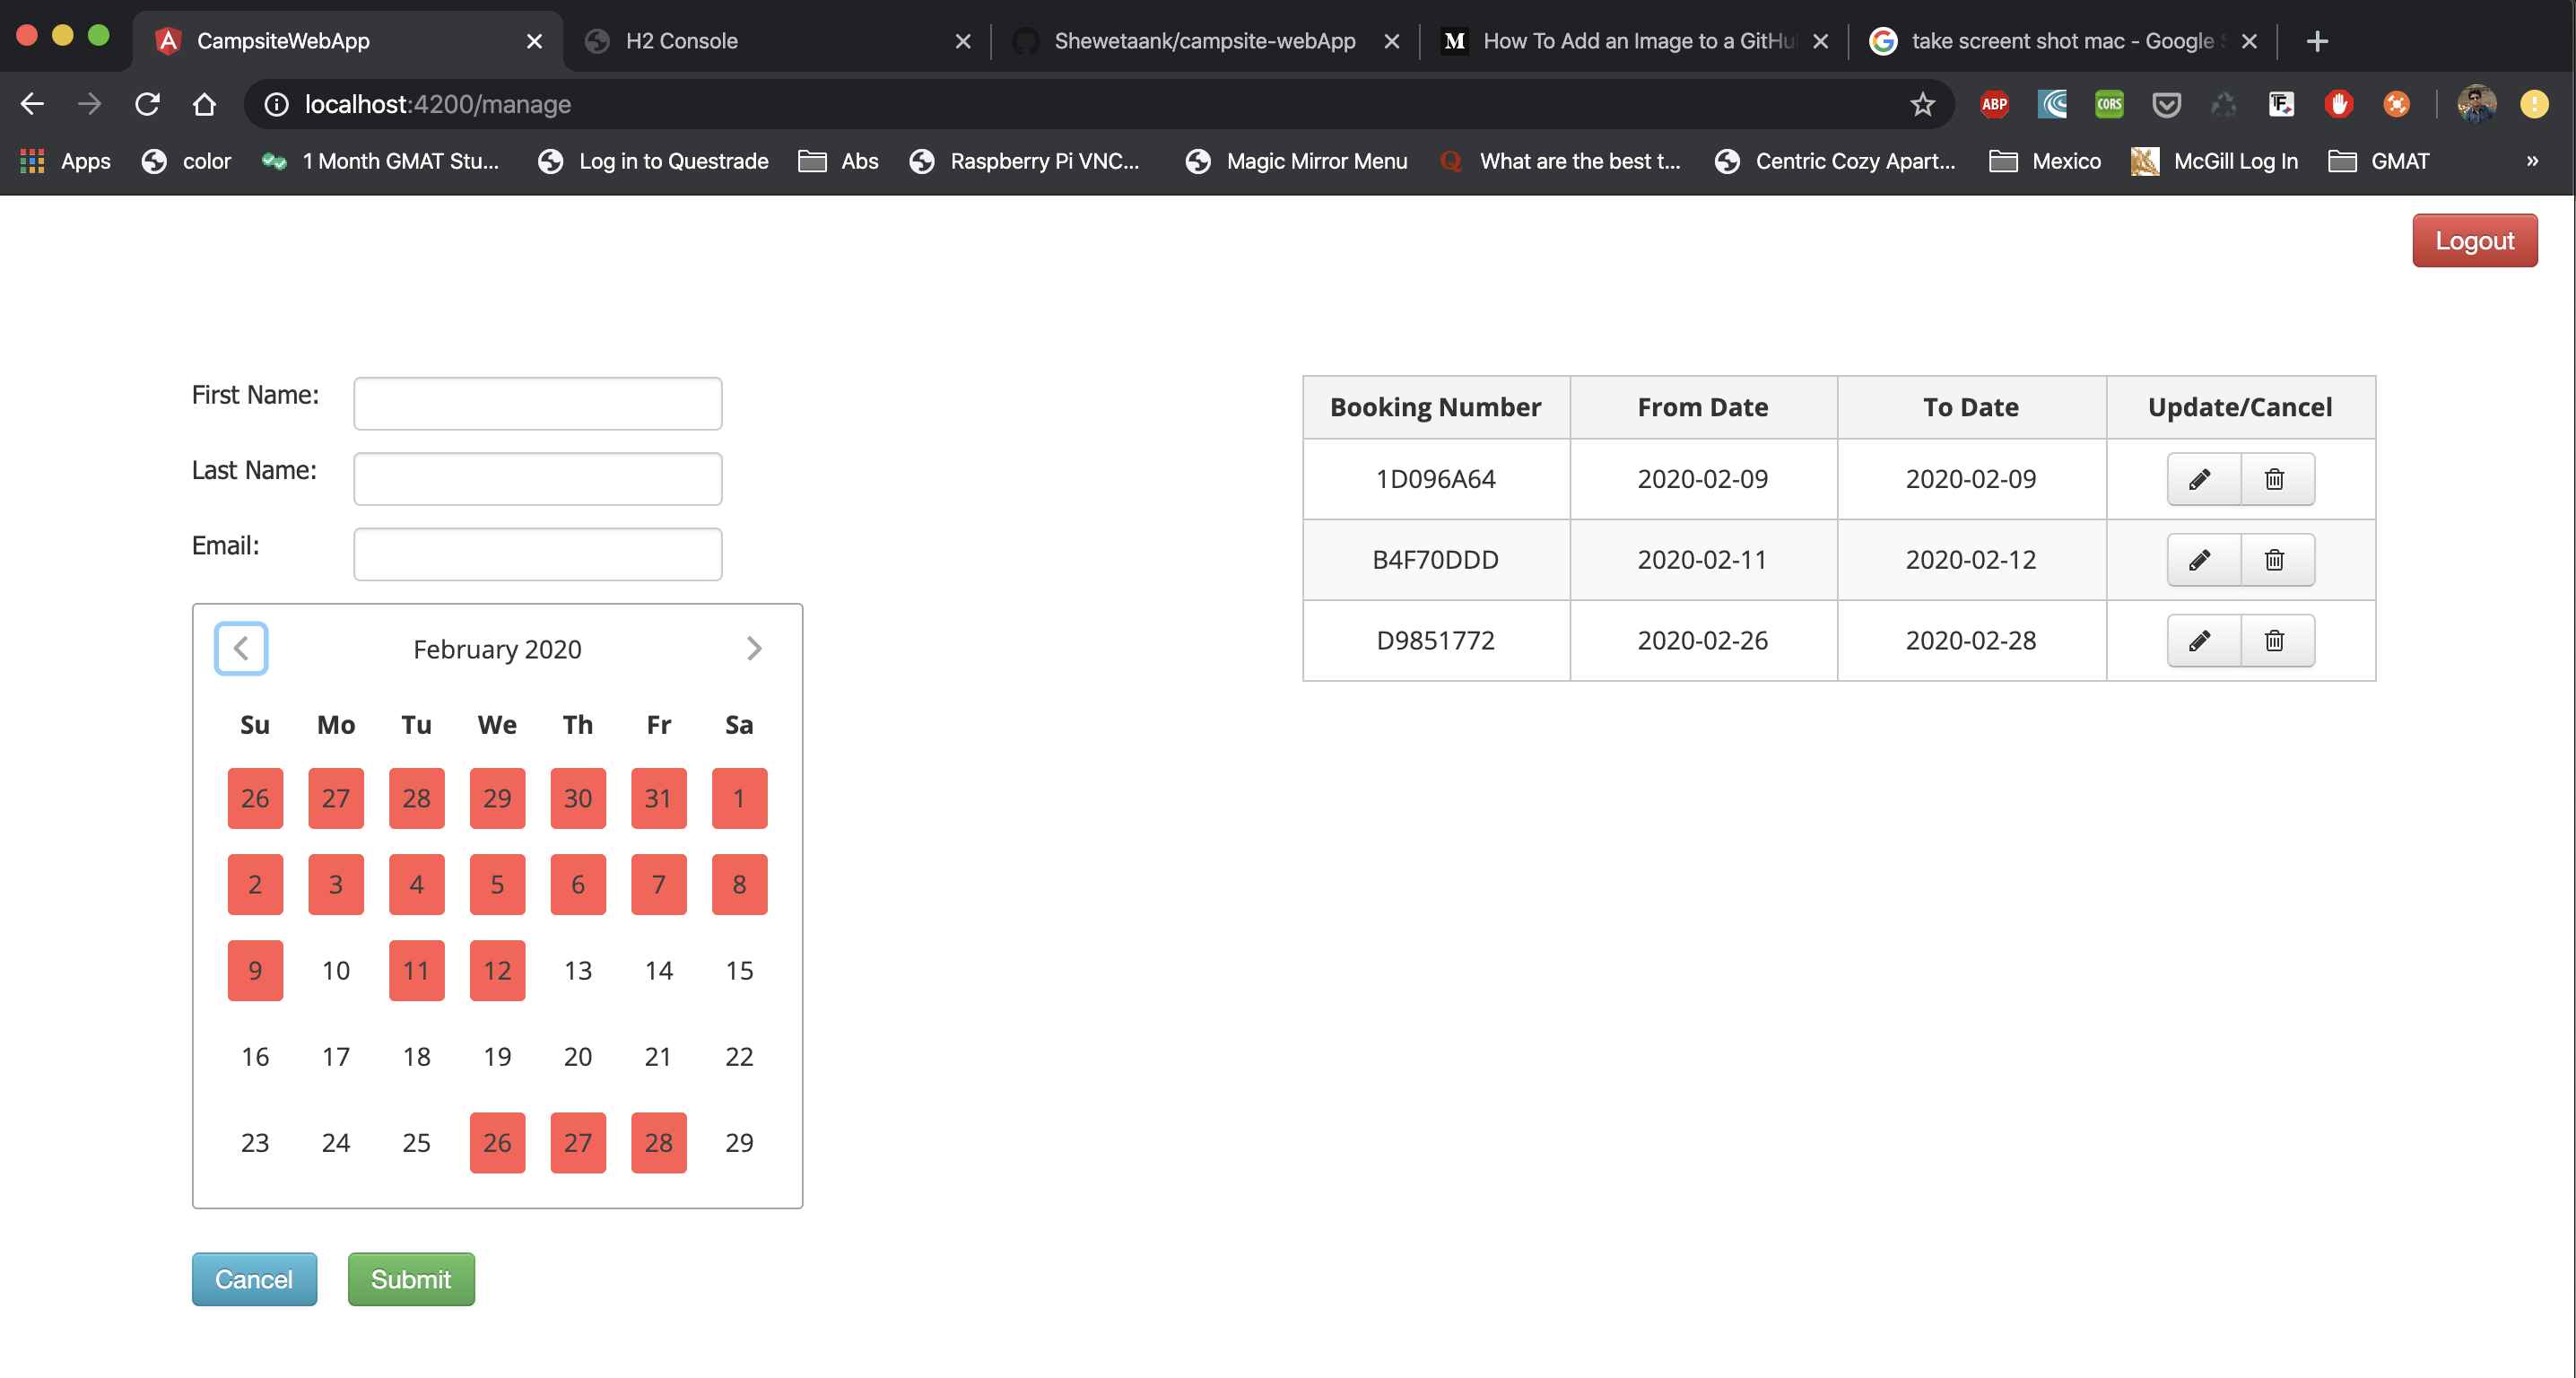 CampsiteWebApp
H2 Console
Shewetaank/campsite-webApp
How To Add an Image to a GitHu
take screent shot mac - Google S
localhost:4200/manage
ABP
CORS
Apps
color
1 Month GMAT Stu...
Log in to Questrade
Abs
Raspberry Pi VNC...
Magic Mirror Menu
What are the best t...
Centric Cozy Apart...
Mexico
McGill Log In
GMAT
»
Logout
First Name:
Last Name:
Email:
February 2020
Su Mo Tu We Th Fr Sa
26 27 28 29 30 31 1
2 3 4 5 6 7 8
9 10 11 12 13 14 15
16 17 18 19 20 21 22
23 24 25 26 27 28 29
Cancel Submit
Booking Number From Date To Date Update/Cancel
1D096A64 2020-02-09 2020-02-09
B4F70DDD 2020-02-11 2020-02-12
D9851772 2020-02-26 2020-02-28